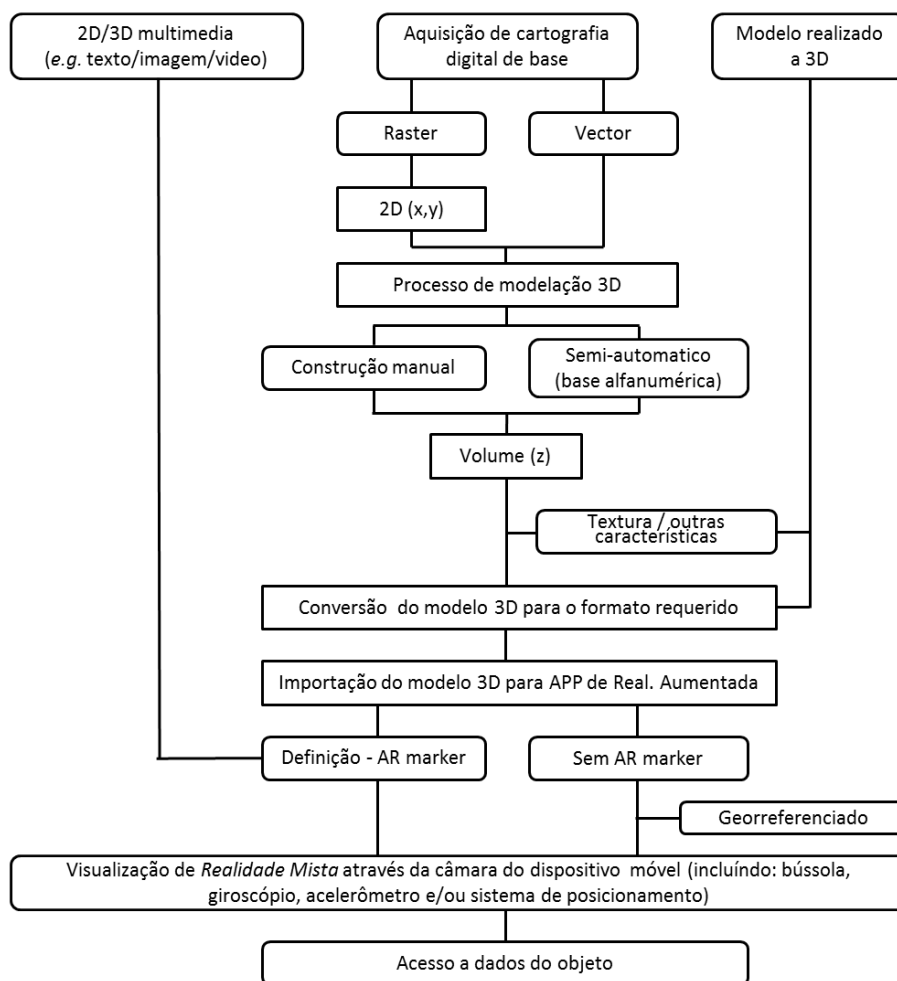 2D/3D multimedia
(e.g. texto/imagem/video)
Aquisição de cartografia
digital de base
Modelo realizado
a 3D
Raster
Vector
2D (x,y)
Processo de modelação 3D
Construção manual
Semi-automatico
(base alfanumérica)
Volume (z)
Textura / outras
características
Conversão do modelo 3D para o formato requerido
Importação do modelo 3D para APP de Real. Aumentada
Definição - AR marker
Sem AR marker
Georreferenciado
Visualização de Realidade Mista através da câmara do dispositivo móvel (incluíndo: bússola,
giroscópio, acelerômetro e/ou sistema de posicionamento)
Acesso a dados do objeto